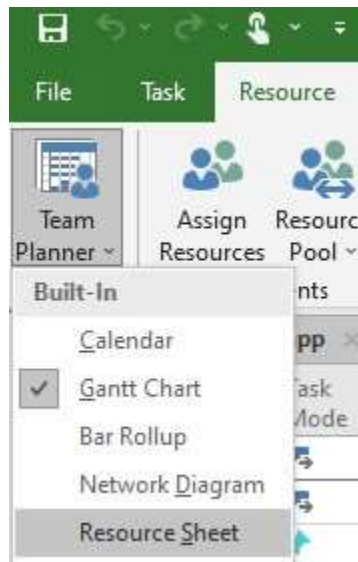 File Task Resource
Team Planner
Assign Resources
Resourc
Pool
Built-In
nts
Calendar
pp
Gantt Chart
ask
Mode
Bar Rollup
Network Diagram
Resource Sheet